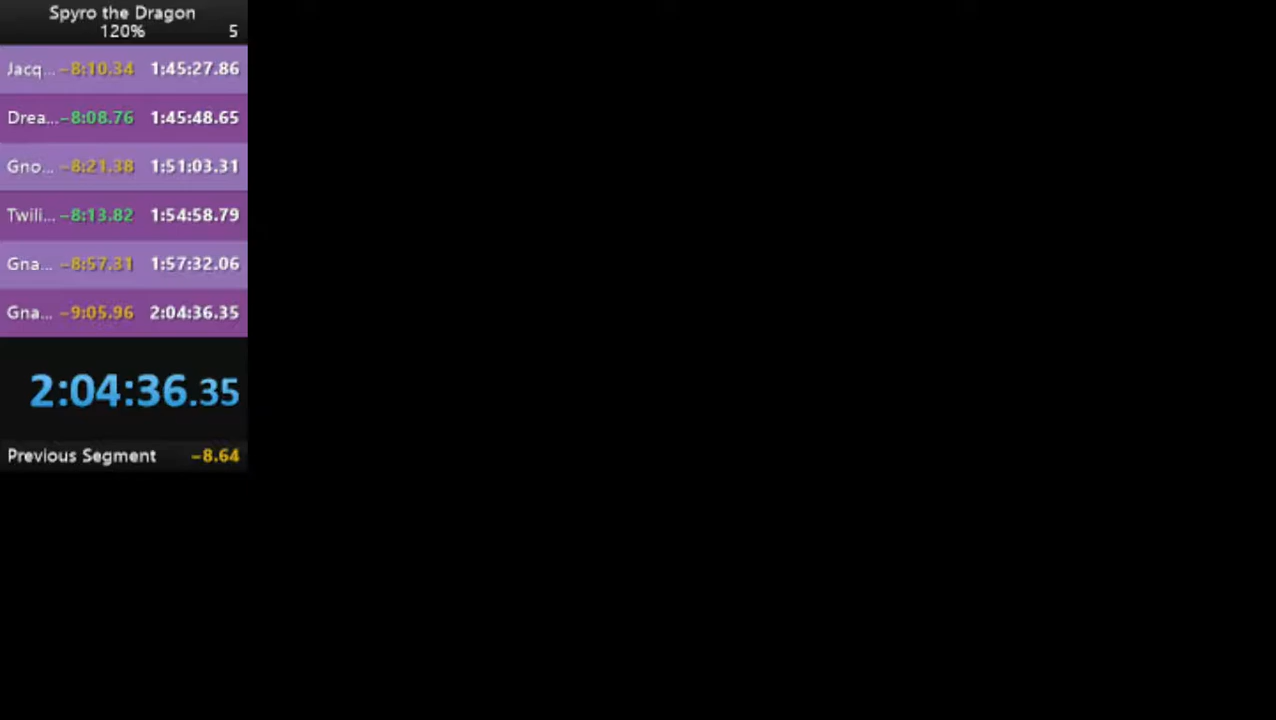 Spyro the Dragon
120% 5
Jacq... -8:10.34 1:45:27.86
Drea... -8:08.76 1:45:48.65
Gno... -8:21.38 1:51:03.31
Twili... -8:13.82 1:54:58.79
Gna... -8:57.31 1:57:32.06
Gna... -9:05.96 2:04:36.35
2:04:36.35
Previous Segment -8.64